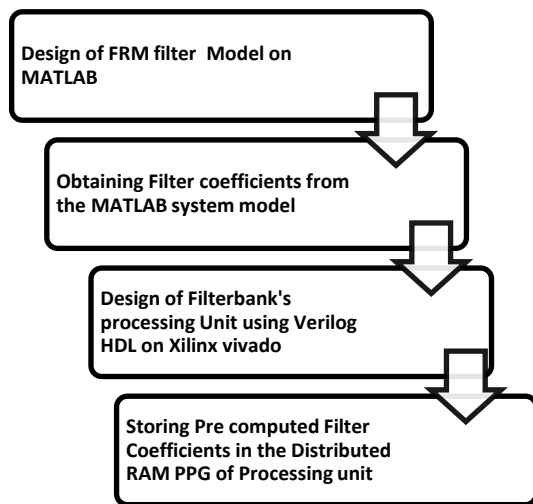 Design of FRM filter  Model on
MATLAB
Obtaining Filter coefficients from
the MATLAB system model
Design of Filterbank's
processing Unit using Verilog
HDL on Xilinx vivado
Storing Pre computed Filter
Coefficients in the Distributed
RAM PPG of Processing unit